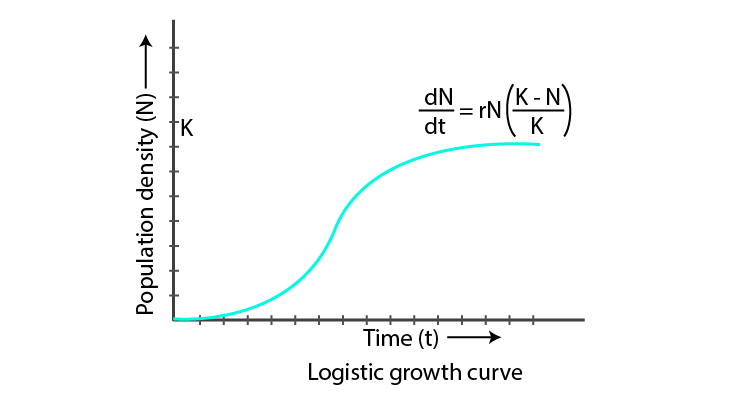 Population density (N)
K
dN/dt = rN((K - N)/K)
Time (t)
Logistic growth curve